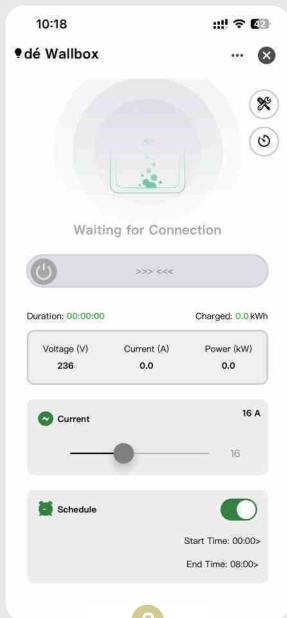 10:18
42
dé Wallbox
Waiting for Connection
>>> <<<
Duration: 00:00:00
Charged: 0.0 kWh
Voltage (V)
Current (A)
Power (kW)
236
0.0
0.0
Current
16 A
16
Schedule
Start Time: 00:00>
End Time: 08:00>